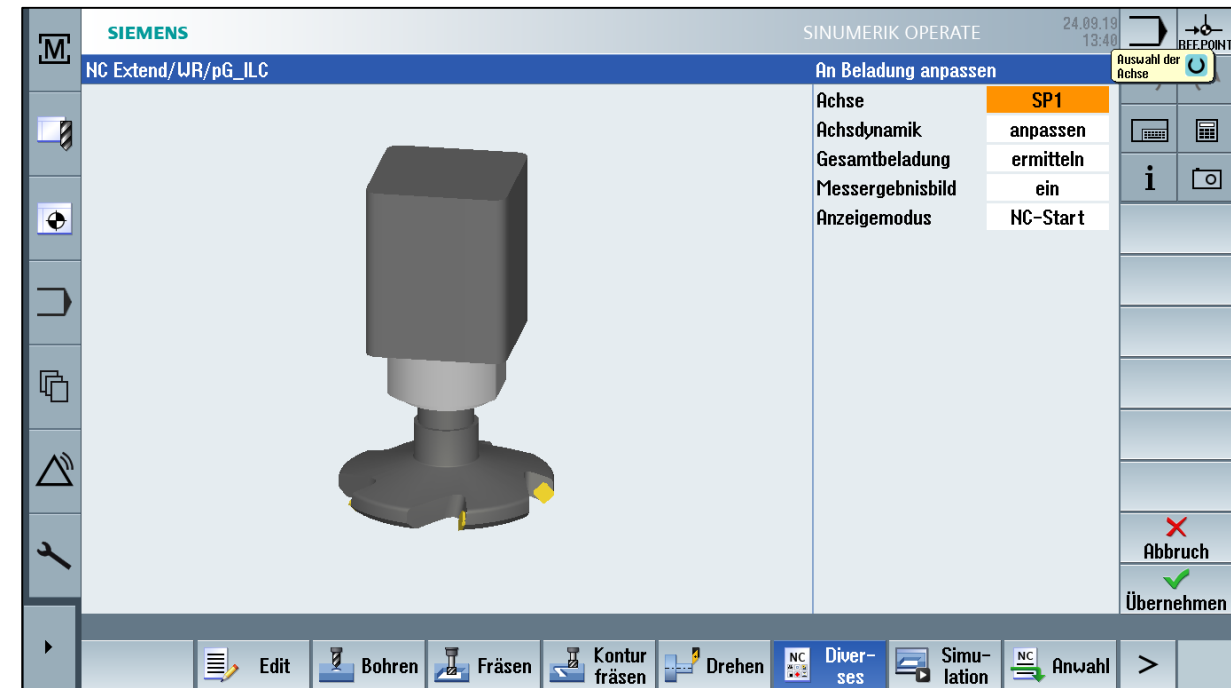 M
SIEMENS
SINUMERIK OPERATE
24.09.19
13:40
REF.POINT
NC Extend/WR/pG_ILC
An Beladung anpassen
Auswahl der
Achse
Achse SP1
Achsdynamik anpassen
Gesamtbeladung ermitteln
Messergebnisbild ein
Anzeigemodus NC-Start
i
Abbruch
Übernehmen
Edit
Bohren
Fräsen
Kontur
fräsen
Drehen
NC
Diver-
ses
Simu-
lation
NC
Anwahl
>